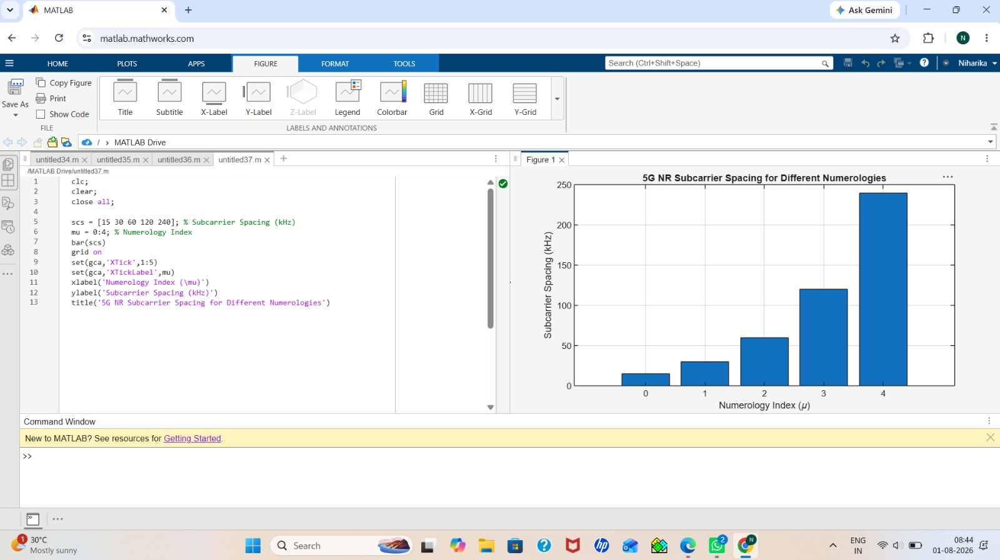 MATLAB
Ask Gemini
matlab.mathworks.com
N
HOME
PLOTS
APPS
FIGURE
FORMAT
TOOLS
Search (Ctrl+Shift+Space)
Niharika
Save As
Copy Figure
Print
Show Code
FILE
Title
Subtitle
X-Label
Y-Label
Z-Label
Legend
Colorbar
Grid
X-Grid
Y-Grid
LABELS AND ANNOTATIONS
/ › MATLAB Drive
untitled34.m
untitled35.m
untitled36.m
untitled37.m
/MATLAB Drive/untitled37.m
1 clc;
2 clear;
3 close all;
4
5 scs = [15 30 60 120 240]; % Subcarrier Spacing (kHz)
6 mu = 0:4; % Numerology Index
7 bar(scs)
8 grid on
9 set(gca,'XTick',1:5)
10 set(gca,'XTickLabel',mu)
11 xlabel('Numerology Index (\mu)')
12 ylabel('Subcarrier Spacing (kHz)')
13 title('5G NR Subcarrier Spacing for Different Numerologies')
Figure 1
5G NR Subcarrier Spacing for Different Numerologies
250
200
150
100
50
0
Subcarrier Spacing (kHz)
0 1 2 3 4
Numerology Index (μ)
Command Window
New to MATLAB? See resources for Getting Started.
>>
1
30°C
Mostly sunny
Search
hp
2
N
ENG
IN
08:44
01-08-2026